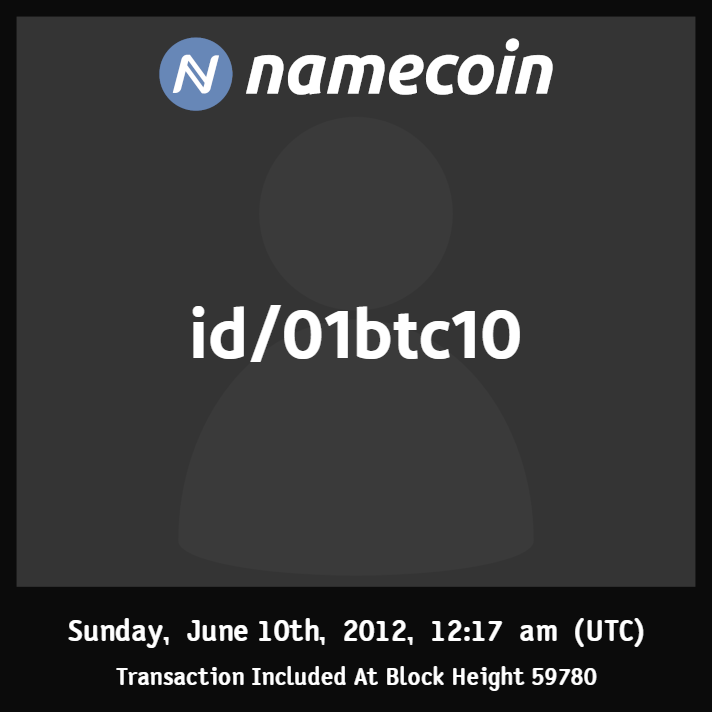 namecoin
id/01btc10
Sunday, June 10th, 2012, 12:17 am (UTC)
Transaction Included At Block Height 59780